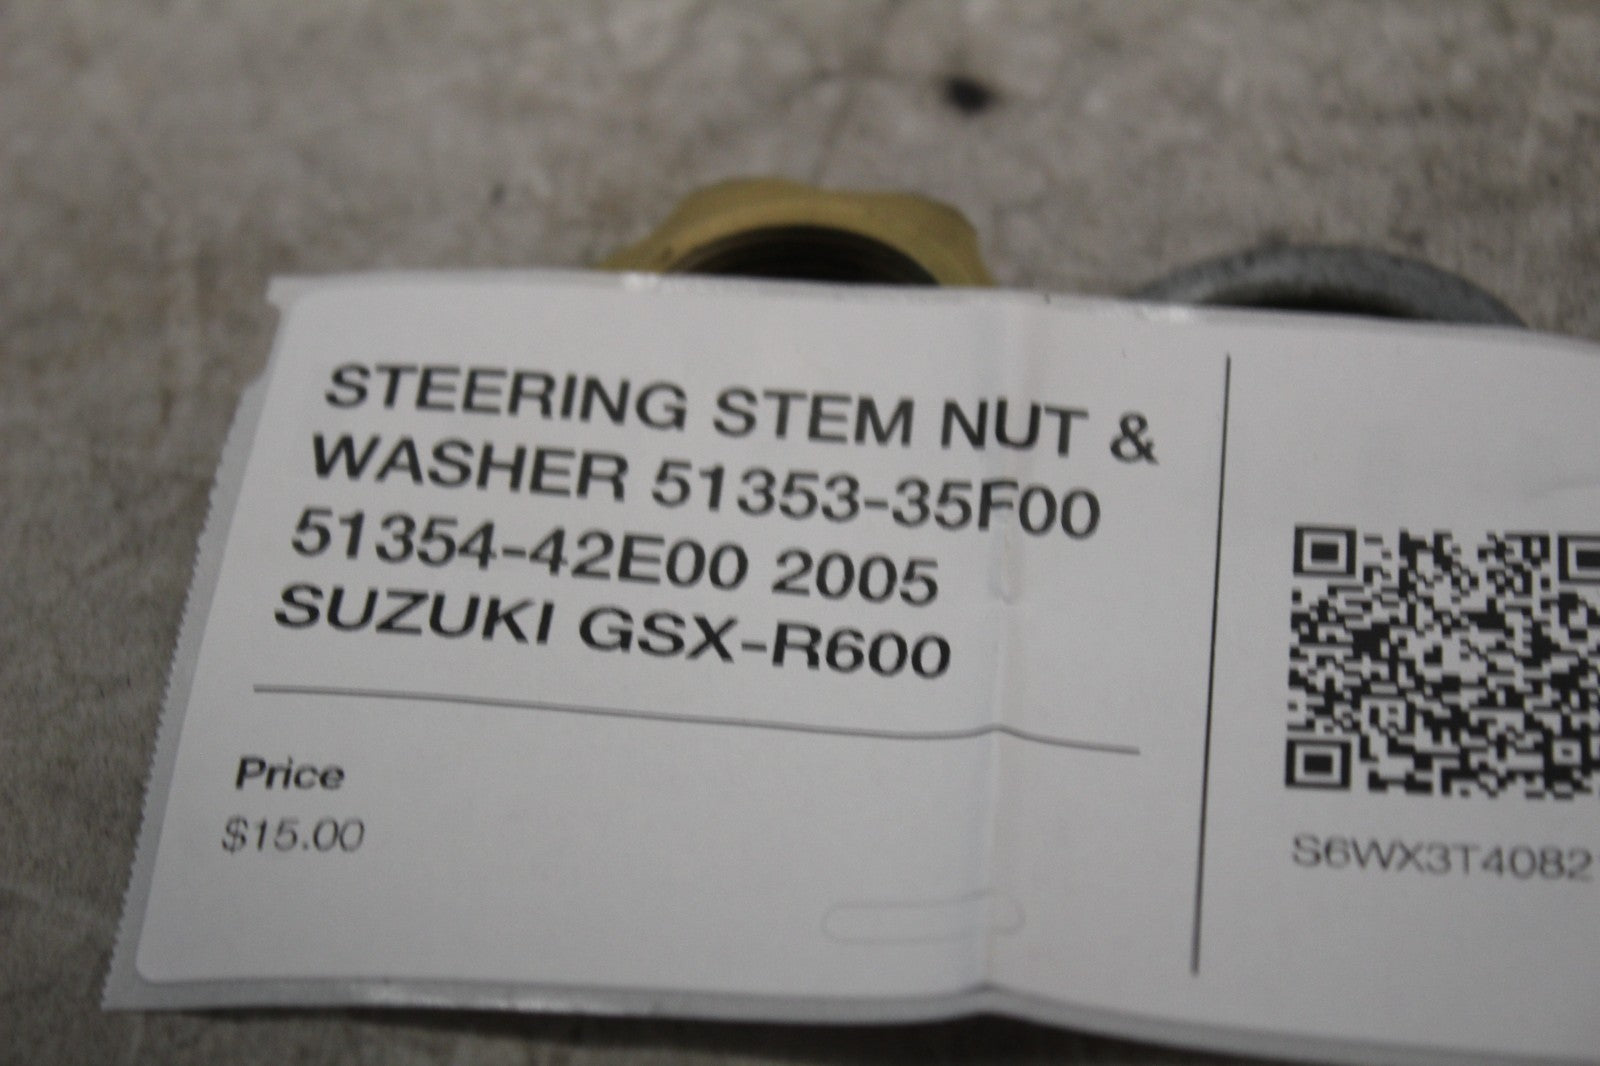 STEERING STEM NUT &
WASHER 51353-35F00
51354-42E00 2005
SUZUKI GSX-R600
Price
$15.00
S6WX3T4082